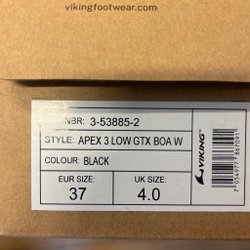 vikingfootwear.com
NBR: 3-53885-2
STYLE: APEX 3 LOW GTX BOA W
COLOUR: BLACK
EUR SIZE:
37
UK SIZE:
4.0
VIKING